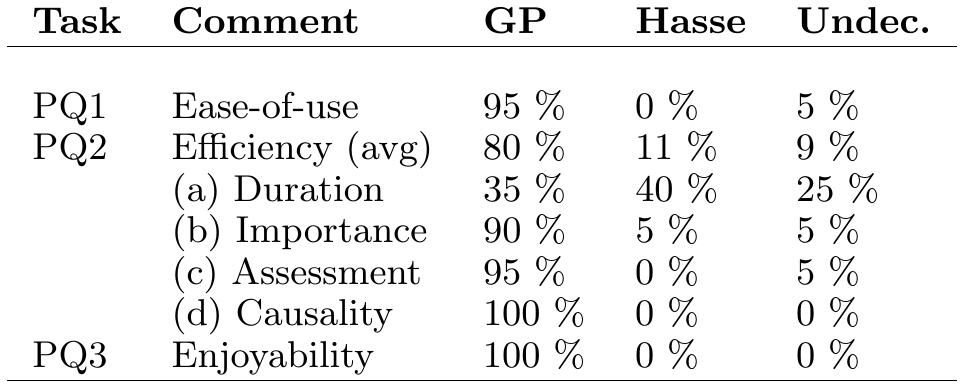 Task Comment GP Hasse Undec.
PQ1 Ease-of-use 95 % 0 % 5 %
PQ2 Efficiency (avg) 80 % 11 % 9 %
(a) Duration 35 % 40 % 25 %
(b) Importance 90 % 5 % 5 %
(c) Assessment 95 % 0 % 5 %
(d) Causality 100 % 0 % 0 %
PQ3 Enjoyability 100 % 0 % 0 %